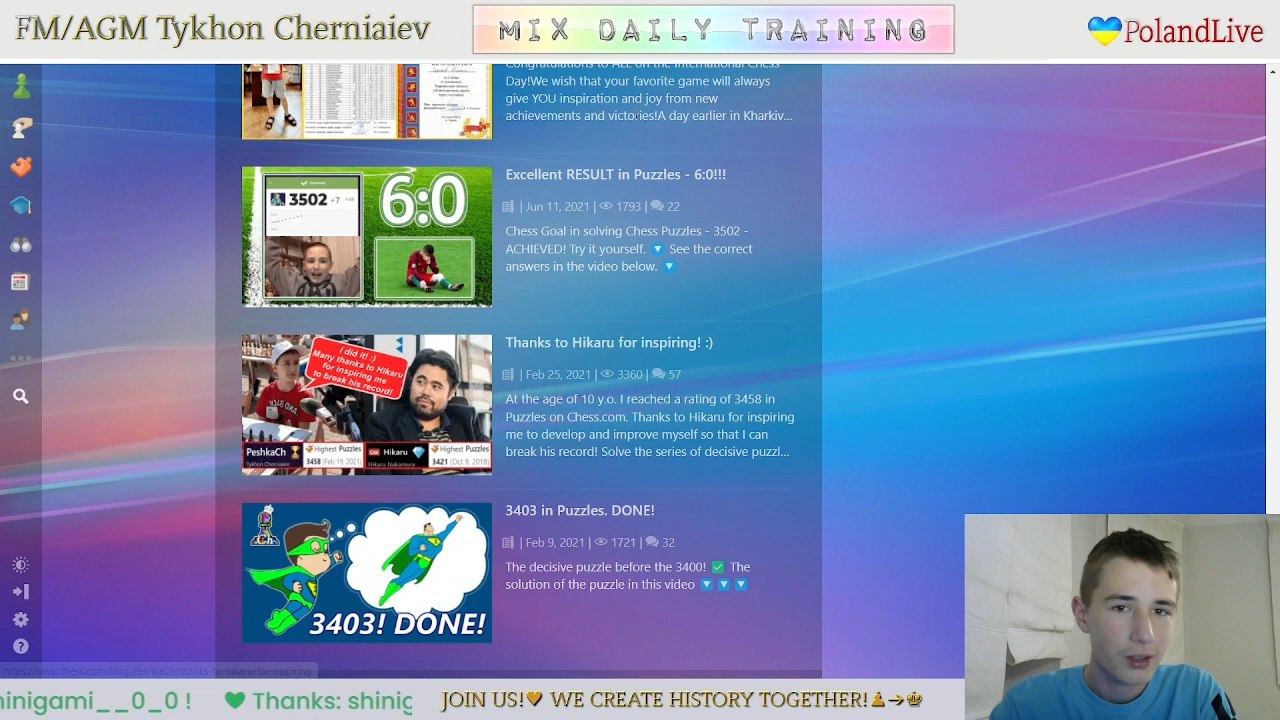 FM/AGM Tykhon Cherniaiev
MIX DAILY TRAINING
PolandLive
Congratulations to ALL on the International Chess
Day!We wish that your favorite game will always
give YOU inspiration and joy from new
achievements and victories!A day earlier in Kharkiv...
3502 +7
6:0
Excellent RESULT in Puzzles - 6:0!!!
| Jun 11, 2021 | 1793 | 22
Chess Goal in solving Chess Puzzles - 3502 -
ACHIEVED! Try it yourself. See the correct
answers in the video below.
I did it! :)
Many thanks to Hikaru
for inspiring me
to break his record!
PeshkaCh
Tykhon Cherniaiev
Highest Puzzles
3458 (Feb 19, 2021)
GM Hikaru
Hikaru Nakamura
Highest Puzzles
3421 (Oct 9, 2018)
Thanks to Hikaru for inspiring! :)
| Feb 25, 2021 | 3360 | 57
At the age of 10 y.o. I reached a rating of 3458 in
Puzzles on Chess.com. Thanks to Hikaru for inspiring
me to develop and improve myself so that I can
break his record! Solve the series of decisive puzzl...
3403! DONE!
3403 in Puzzles. DONE!
| Feb 9, 2021 | 1721 | 32
The decisive puzzle before the 3400! The
solution of the puzzle in this video
https://www.chess.com/blog/PeshkaCh/thanks-to-hikaru-for-inspiring
hinigami__0_0 !
Thanks: shinig
JOIN US! WE CREATE HISTORY TOGETHER!